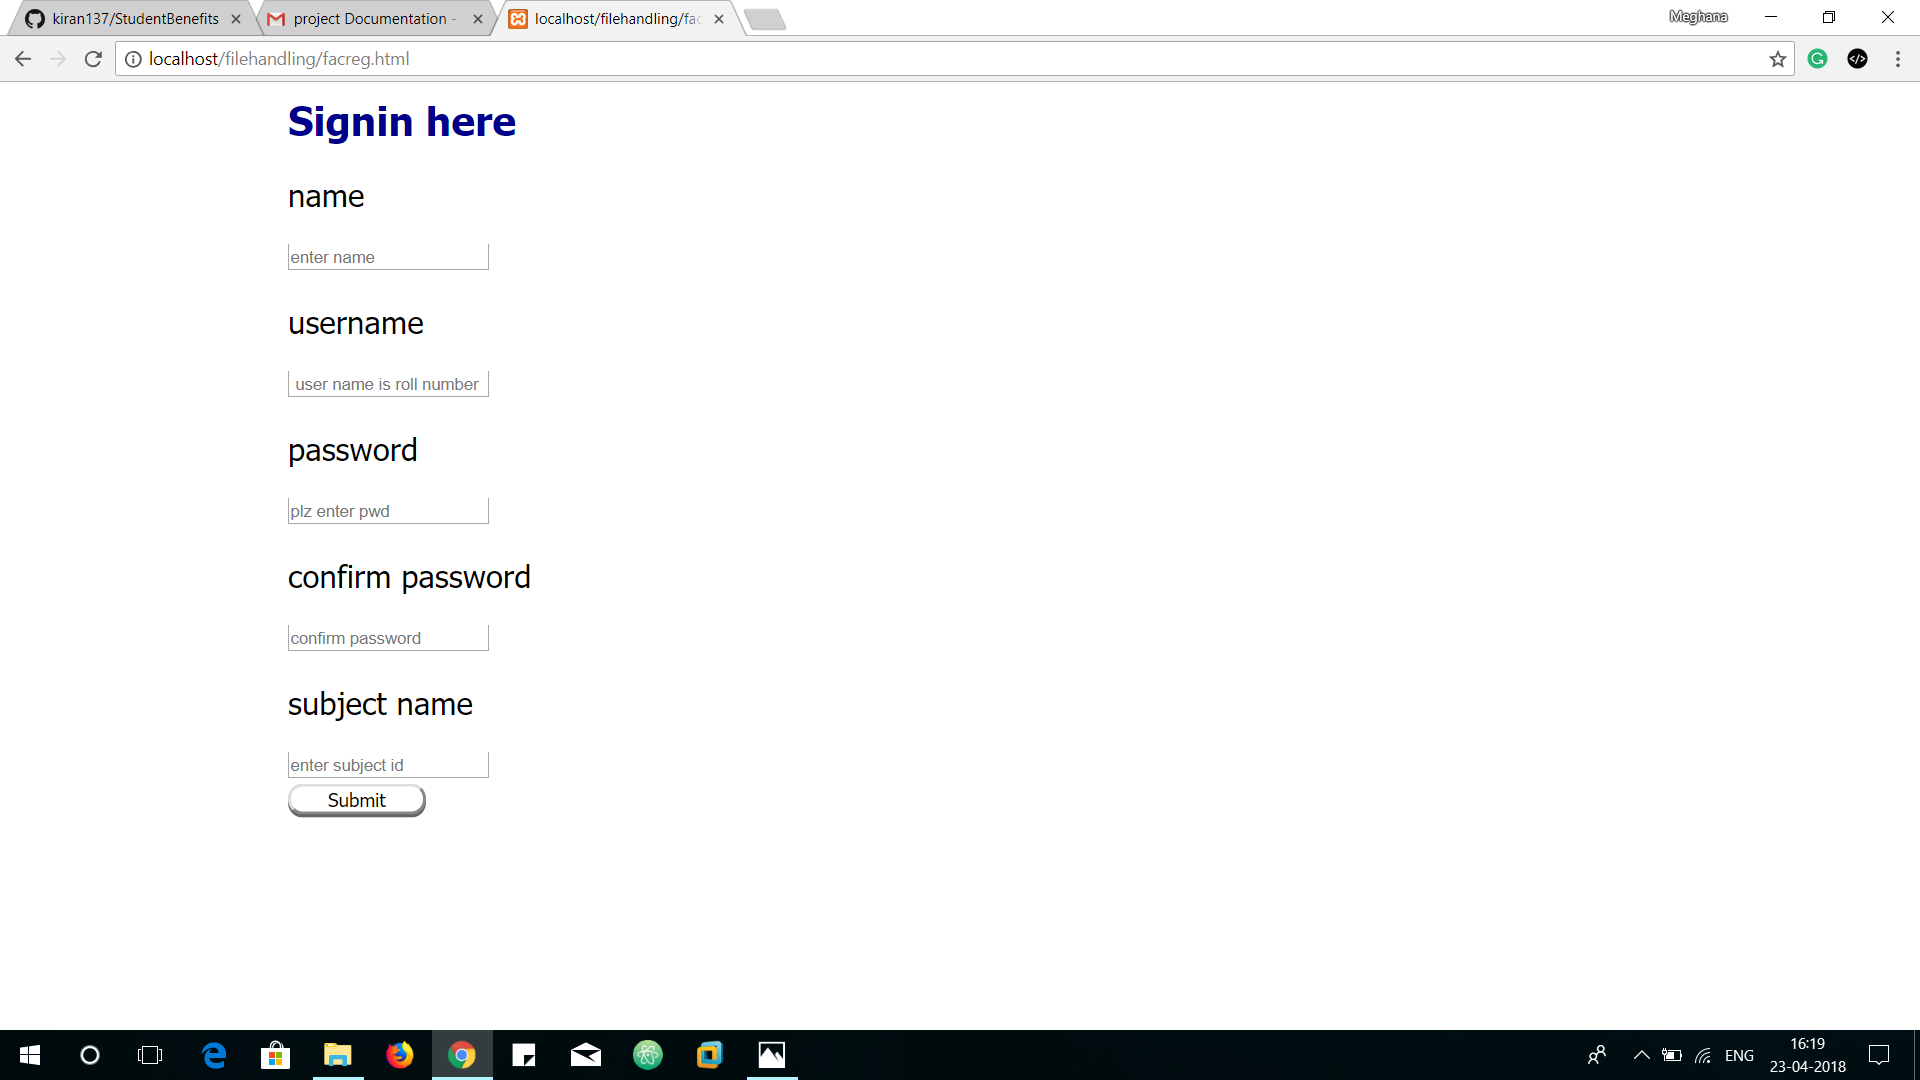 kiran137/StudentBenefits
project Documentation -
localhost/filehandling/fac
Meghana
localhost/filehandling/facreg.html
Signin here
name
enter name
username
user name is roll number
password
plz enter pwd
confirm password
confirm password
subject name
enter subject id
Submit
ENG
16:19
23-04-2018